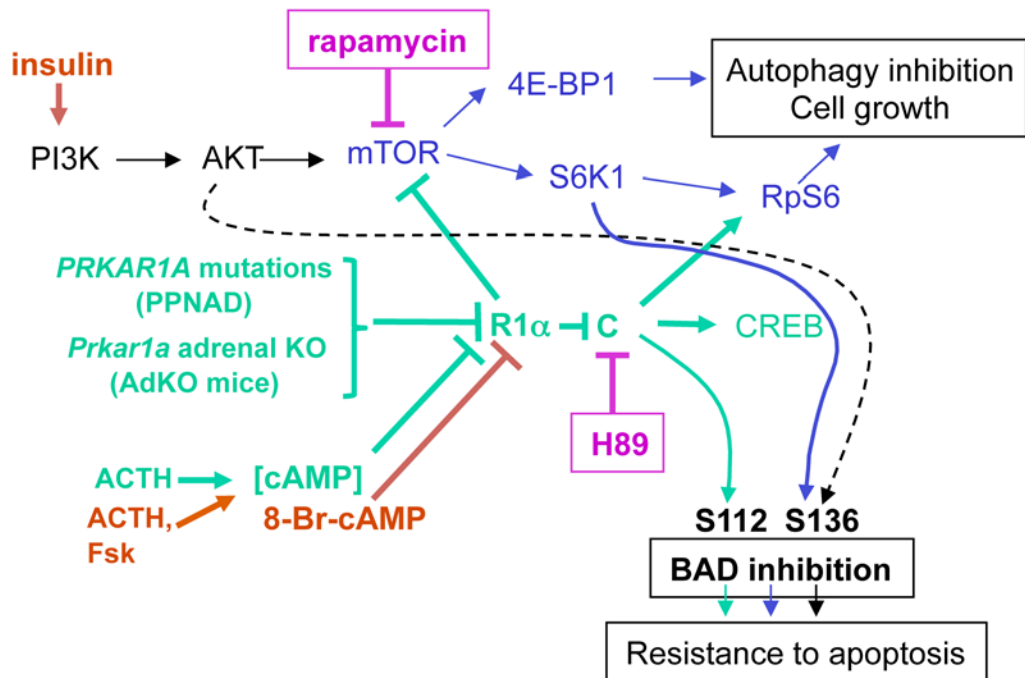 rapamycin
insulin
4E-BP1
Autophagy inhibition
Cell growth
PI3K
AKT
mTOR
S6K1
RpS6
PRKAR1A mutations
(PPNAD)
Prkar1a adrenal KO
(AdKO mice)
R1α
C
CREB
H89
ACTH
[cAMP]
ACTH,
Fsk
8-Br-cAMP
S112
S136
BAD inhibition
Resistance to apoptosis